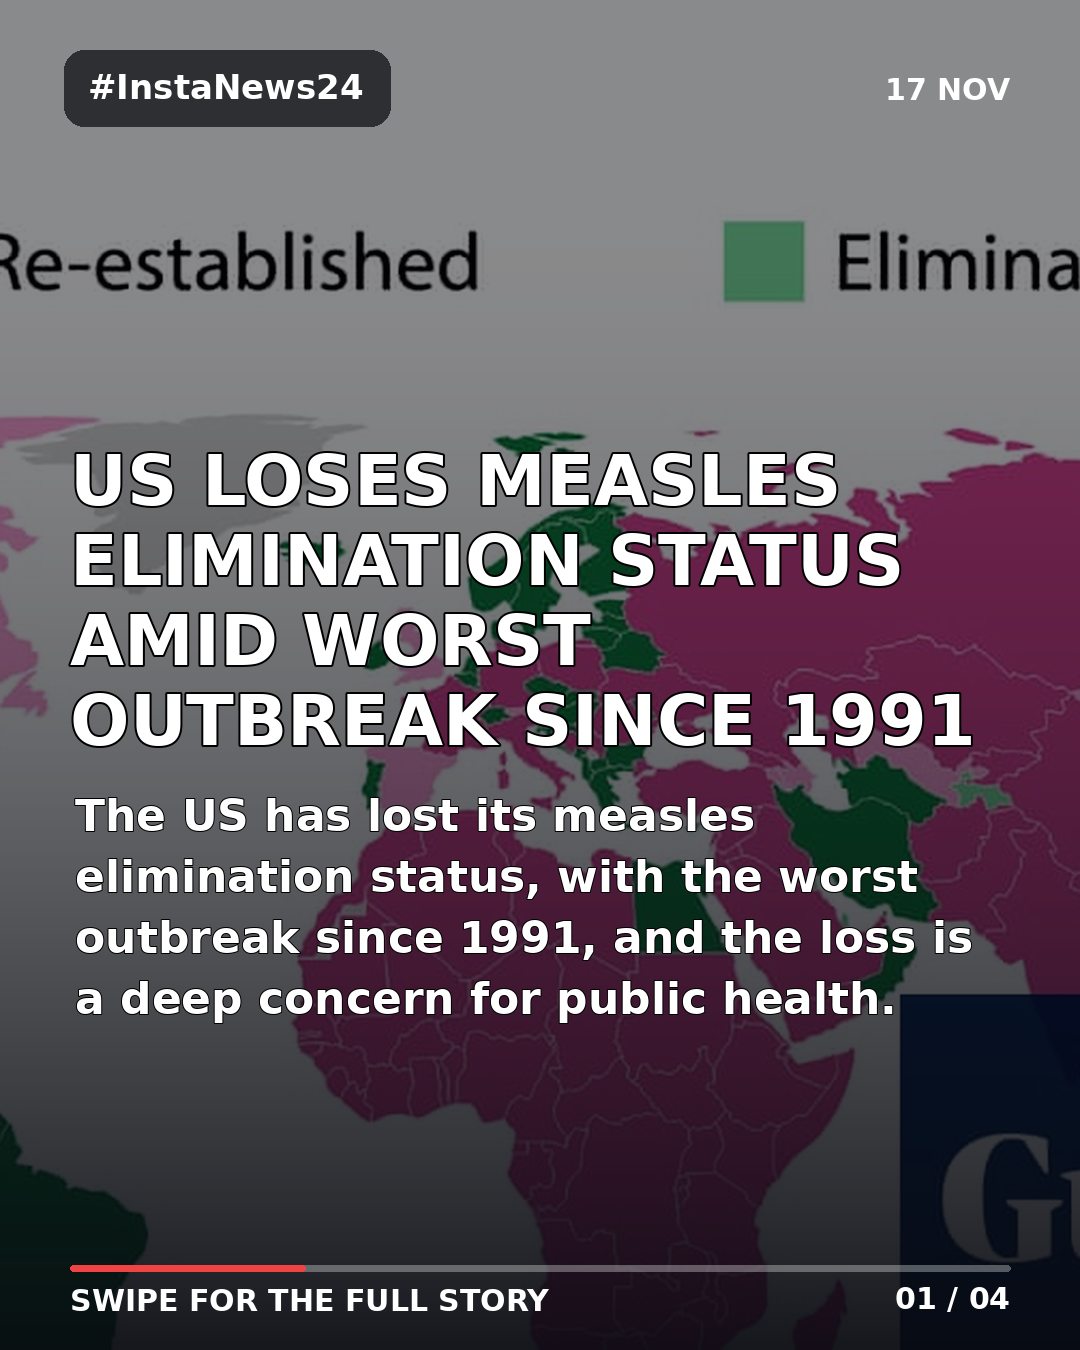 #InstaNews24
17 NOV
Re-established
Elimina
US LOSES MEASLES
ELIMINATION STATUS
AMID WORST
OUTBREAK SINCE 1991
The US has lost its measles
elimination status, with the worst
outbreak since 1991, and the loss is
a deep concern for public health.
G
SWIPE FOR THE FULL STORY
01 / 04